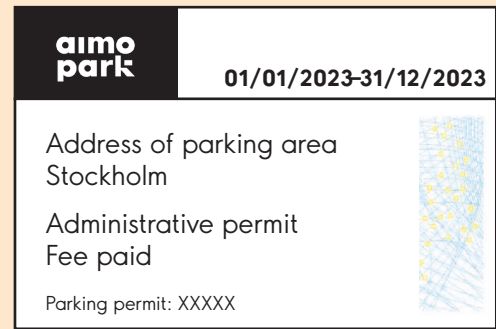 aimo
park
01/01/2023–31/12/2023
Address of parking area
Stockholm
Administrative permit
Fee paid
Parking permit: XXXXX